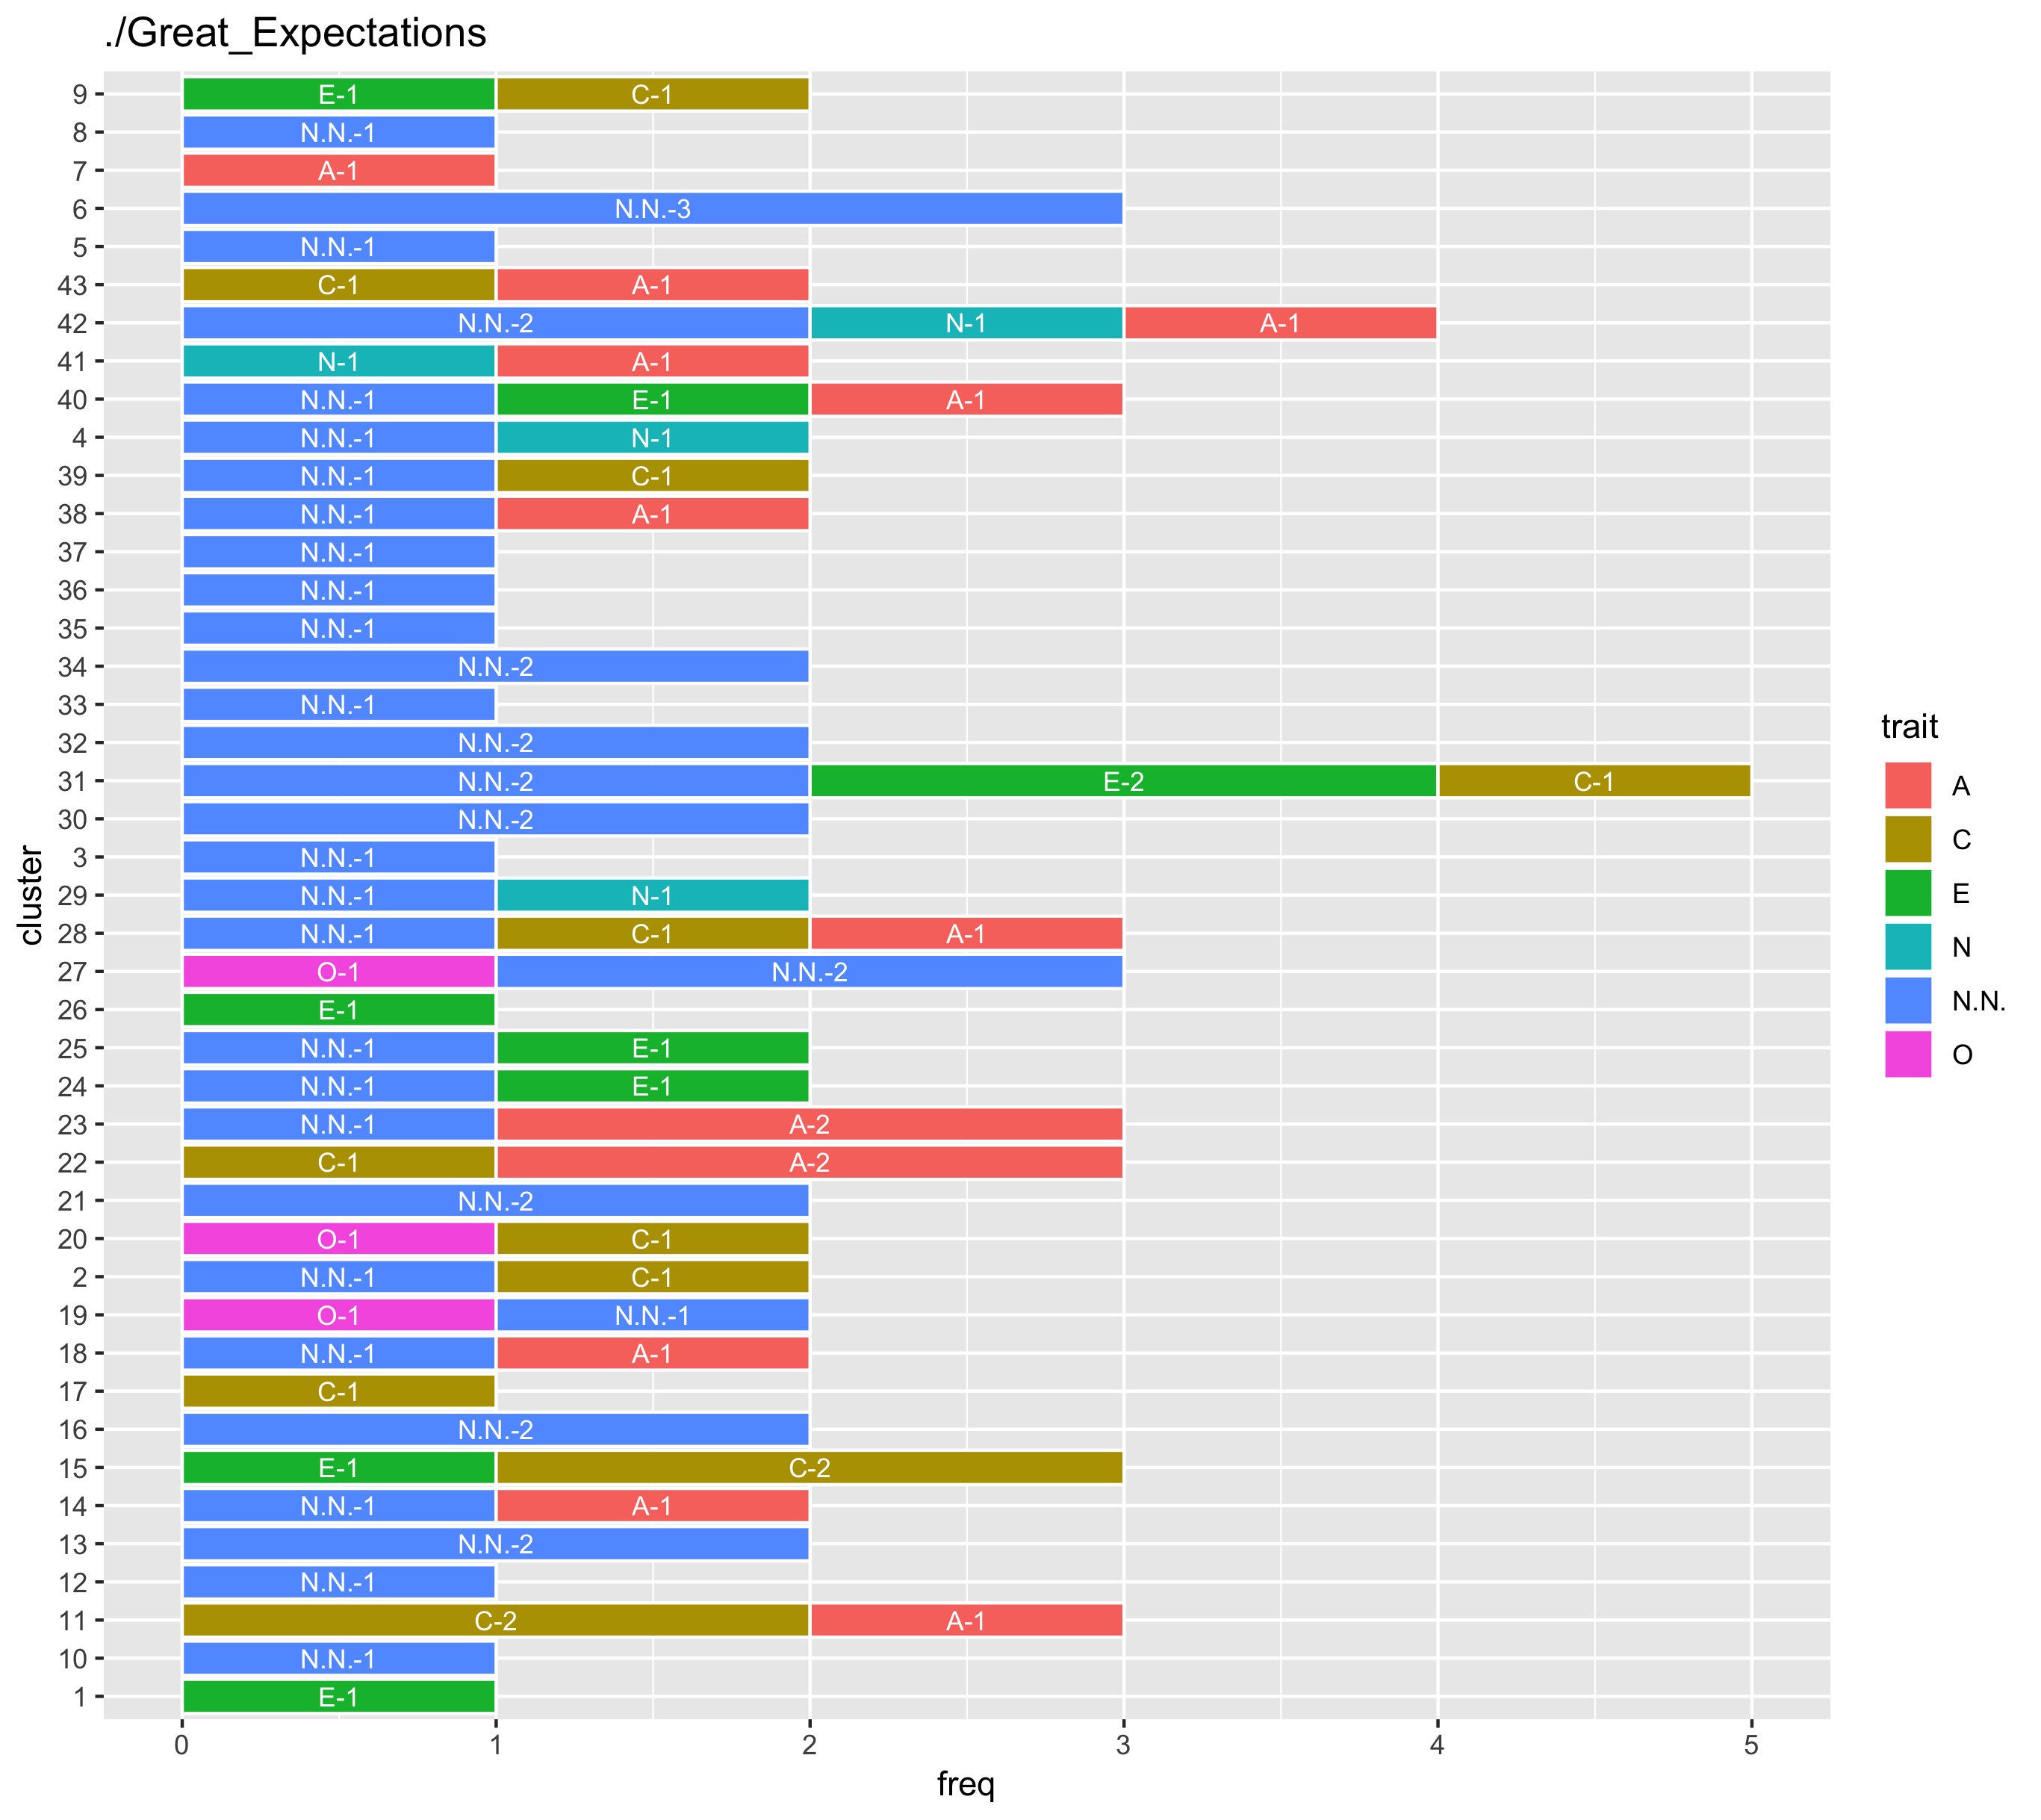 ./Great_Expectations
9 E-1 C-1
8 N.N.-1
7 A-1
6 N.N.-3
5 N.N.-1
43 C-1 A-1
42 N.N.-2 N-1 A-1
41 N-1 A-1
40 N.N.-1 E-1 A-1
4 N.N.-1 N-1
39 N.N.-1 C-1
38 N.N.-1 A-1
37 N.N.-1
36 N.N.-1
35 N.N.-1
34 N.N.-2
33 N.N.-1
32 N.N.-2
31 N.N.-2 E-2 C-1
30 N.N.-2
3 N.N.-1
29 N.N.-1 N-1
28 N.N.-1 C-1 A-1
27 O-1 N.N.-2
26 E-1
25 N.N.-1 E-1
24 N.N.-1 E-1
23 N.N.-1 A-2
22 C-1 A-2
21 N.N.-2
20 O-1 C-1
2 N.N.-1 C-1
19 O-1 N.N.-1
18 N.N.-1 A-1
17 C-1
16 N.N.-2
15 E-1 C-2
14 N.N.-1 A-1
13 N.N.-2
12 N.N.-1
11 C-2 A-1
10 N.N.-1
1 E-1
0 1 2 3 4 5
freq
cluster
trait
A
C
E
N
N.N.
O